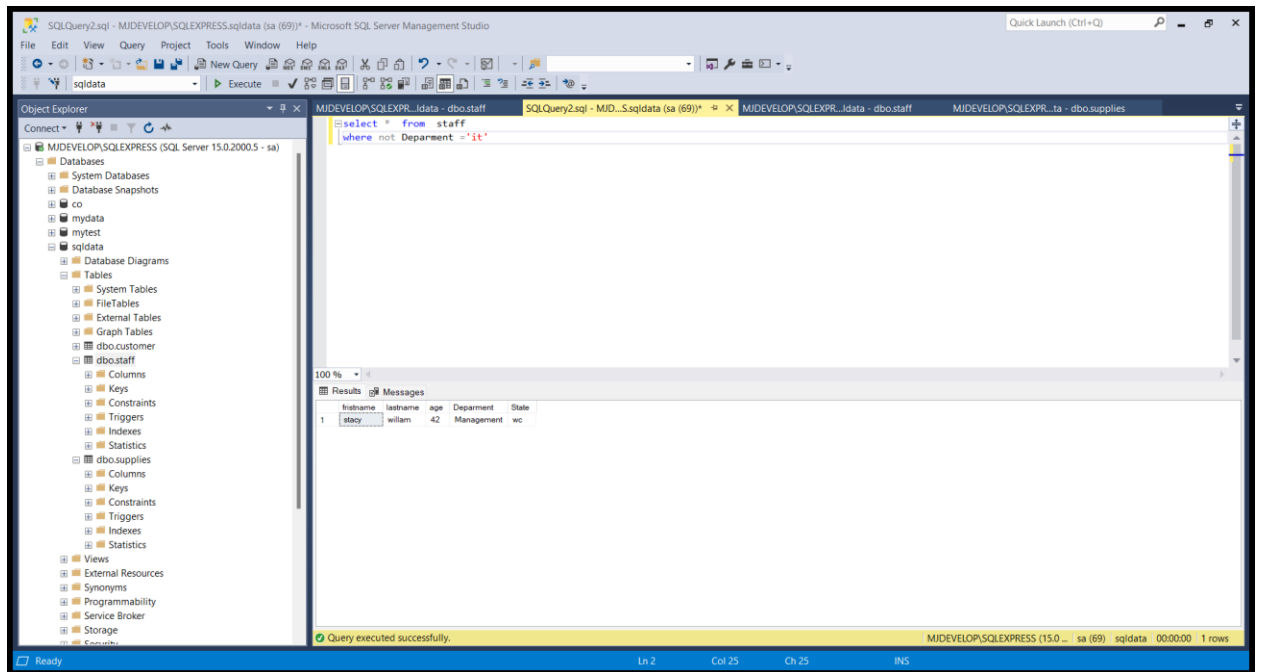 SQLQuery2.sql - MJDEVELOP\SQLEXPRESS.sqldata (sa (69))* - Microsoft SQL Server Management Studio
Quick Launch (Ctrl+Q)
File Edit View Query Project Tools Window Help
New Query
sqldata
Execute
Object Explorer
Connect
MJDEVELOP\SQLEXPRESS (SQL Server 15.0.2000.5 - sa)
Databases
System Databases
Database Snapshots
co
mydata
mytest
sqldata
Database Diagrams
Tables
System Tables
FileTables
External Tables
Graph Tables
dbo.customer
dbo.staff
Columns
Keys
Constraints
Triggers
Indexes
Statistics
dbo.supplies
Columns
Keys
Constraints
Triggers
Indexes
Statistics
Views
External Resources
Synonyms
Programmability
Service Broker
Storage
Security
MJDEVELOP\SQLEXPR...ldata - dbo.staff
SQLQuery2.sql - MJD...S.sqldata (sa (69))*
MJDEVELOP\SQLEXPR...ldata - dbo.staff
MJDEVELOP\SQLEXPR...ta - dbo.supplies
select * from staff
where not Deparment ='it'
100 %
Results Messages
fristname lastname age Deparment State
1 stacy willam 42 Management wc
Query executed successfully.
MJDEVELOP\SQLEXPRESS (15.0 ... sa (69) sqldata 00:00:00 1 rows
Ready Ln 2 Col 25 Ch 25 INS